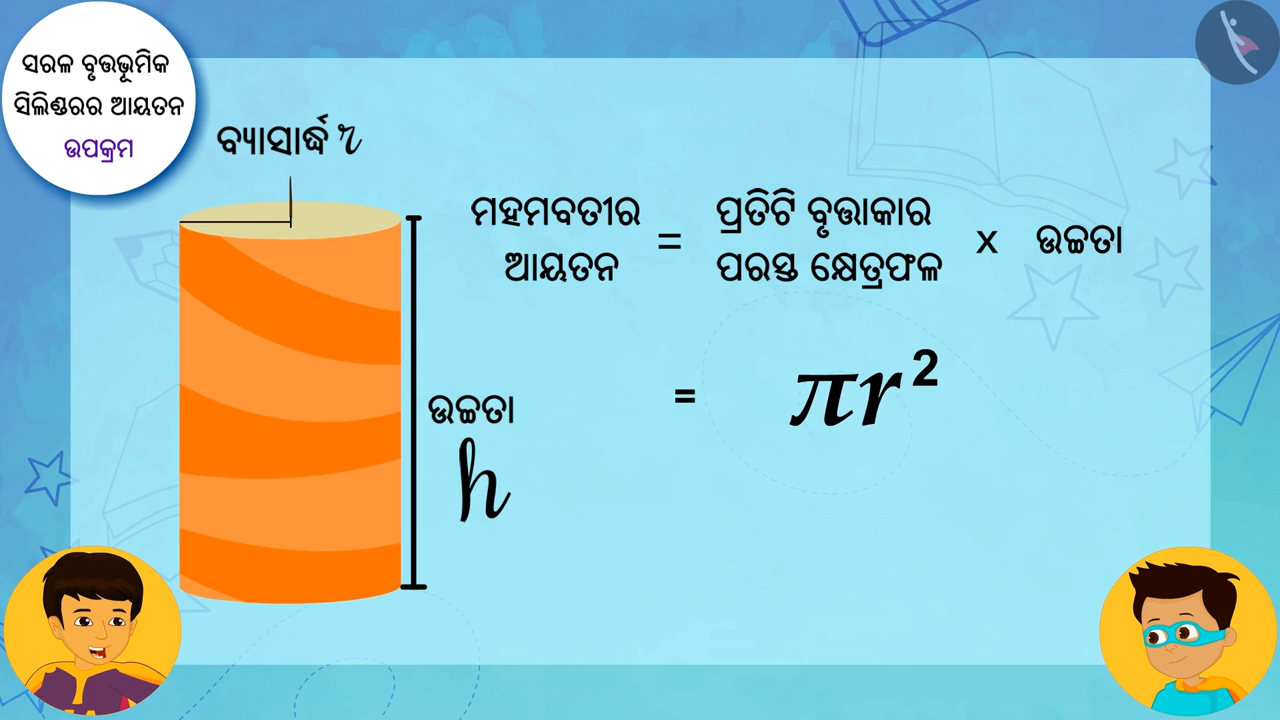 ସରଳ ବୃତ୍ତଭୂମିକ
ସିଲିଣ୍ଡରର ଆୟତନ
ଉପକ୍ରମ
ବ୍ୟାସାର୍ଦ୍ଧ r
ମହମବତୀର ଆୟତନ = ପ୍ରତିଟି ବୃତ୍ତାକାର ପରସ୍ତ କ୍ଷେତ୍ରଫଳ x ଉଚ୍ଚତା
= πr²
ଉଚ୍ଚତା
h